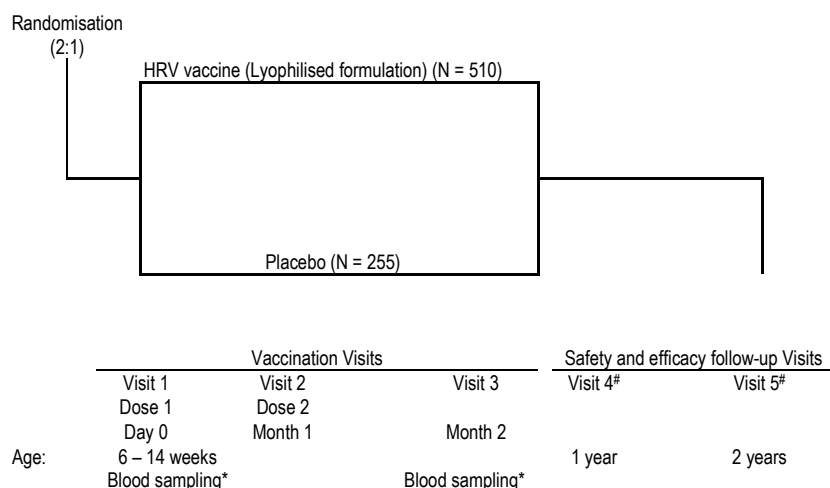 Randomisation
(2:1)
HRV vaccine (Lyophilised formulation) (N = 510)
Placebo (N = 255)
Vaccination Visits Safety and efficacy follow-up Visits
Visit 1 Visit 2 Visit 3 Visit 4# Visit 5#
Dose 1 Dose 2
Day 0 Month 1 Month 2
Age: 6 – 14 weeks 1 year 2 years
Blood sampling* Blood sampling*